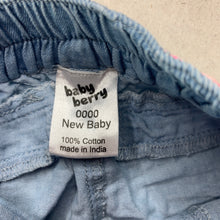 baby
berry
0000
New Baby
100% Cotton
made in India